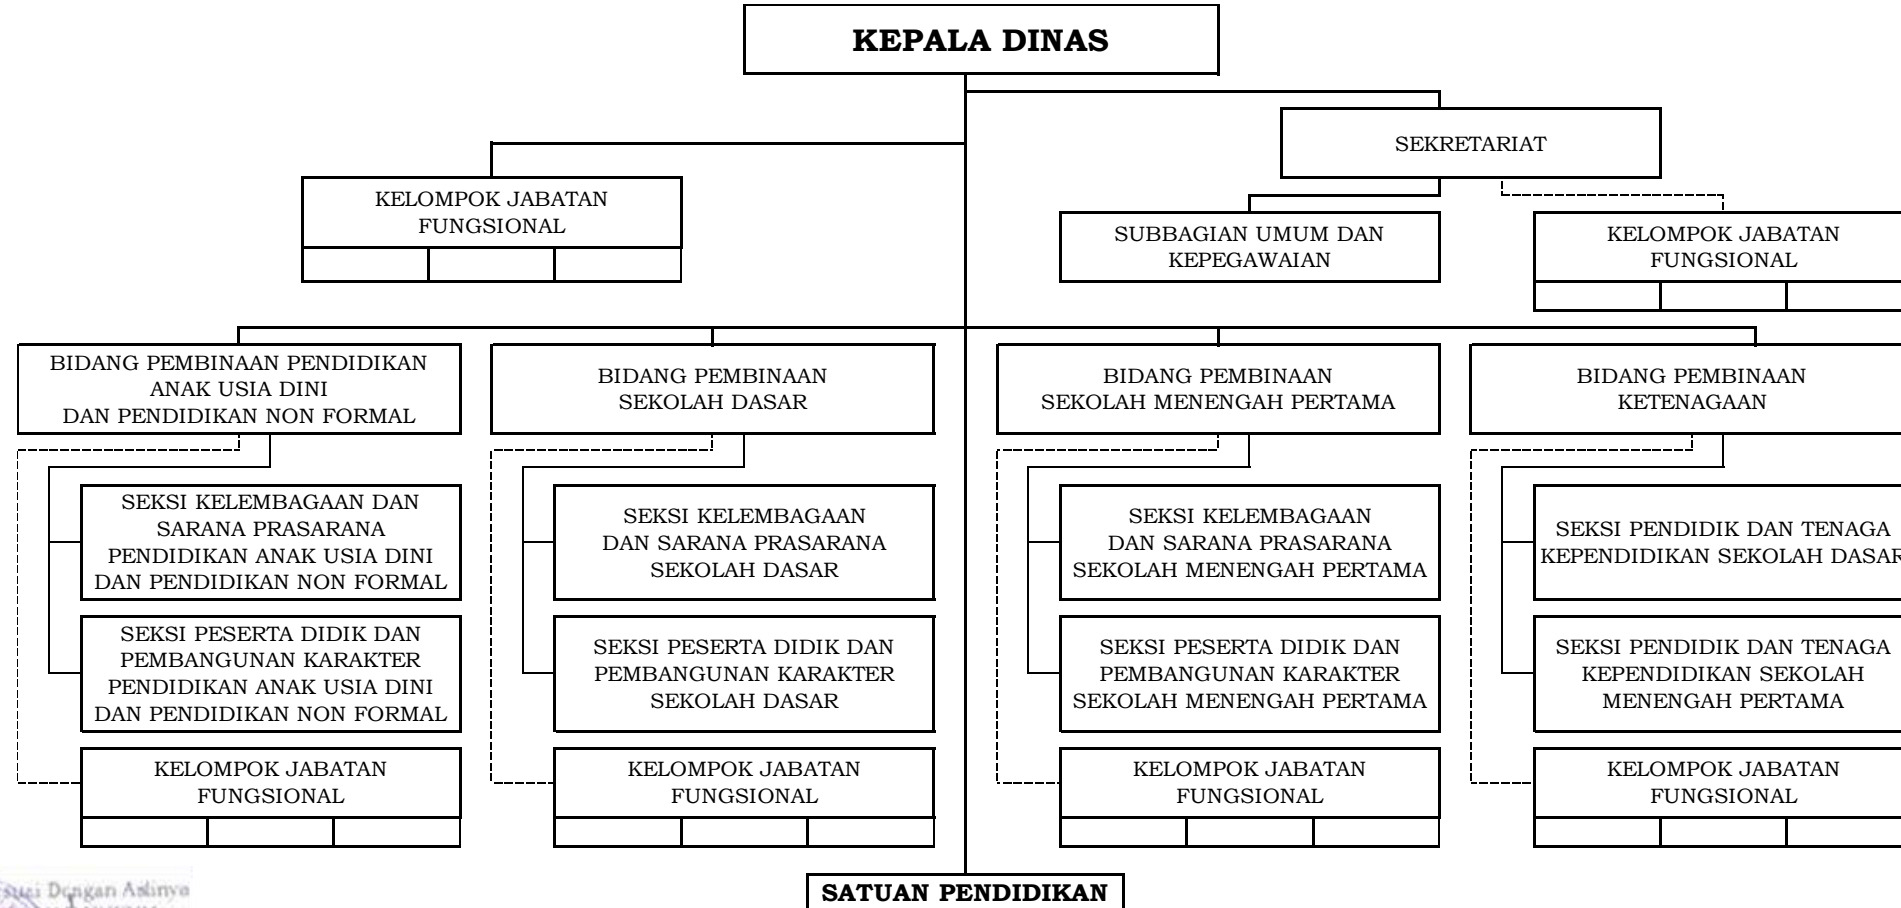 KEPALA DINAS
SEKRETARIAT
KELOMPOK JABATAN
FUNGSIONAL
SUBBAGIAN UMUM DAN
KEPEGAWAIAN
KELOMPOK JABATAN
FUNGSIONAL
BIDANG PEMBINAAN PENDIDIKAN
ANAK USIA DINI
DAN PENDIDIKAN NON FORMAL
BIDANG PEMBINAAN
SEKOLAH DASAR
BIDANG PEMBINAAN
SEKOLAH MENENGAH PERTAMA
BIDANG PEMBINAAN
KETENAGAAN
SEKSI KELEMBAGAAN DAN
SARANA PRASARANA
PENDIDIKAN ANAK USIA DINI
DAN PENDIDIKAN NON FORMAL
SEKSI KELEMBAGAAN
DAN SARANA PRASARANA
SEKOLAH DASAR
SEKSI KELEMBAGAAN
DAN SARANA PRASARANA
SEKOLAH MENENGAH PERTAMA
SEKSI PENDIDIK DAN TENAGA
KEPENDIDIKAN SEKOLAH DASAR
SEKSI PESERTA DIDIK DAN
PEMBANGUNAN KARAKTER
PENDIDIKAN ANAK USIA DINI
DAN PENDIDIKAN NON FORMAL
SEKSI PESERTA DIDIK DAN
PEMBANGUNAN KARAKTER
SEKOLAH DASAR
SEKSI PESERTA DIDIK DAN
PEMBANGUNAN KARAKTER
SEKOLAH MENENGAH PERTAMA
SEKSI PENDIDIK DAN TENAGA
KEPENDIDIKAN SEKOLAH
MENENGAH PERTAMA
KELOMPOK JABATAN
FUNGSIONAL
KELOMPOK JABATAN
FUNGSIONAL
KELOMPOK JABATAN
FUNGSIONAL
KELOMPOK JABATAN
FUNGSIONAL
SATUAN PENDIDIKAN
Dengan Aslinya